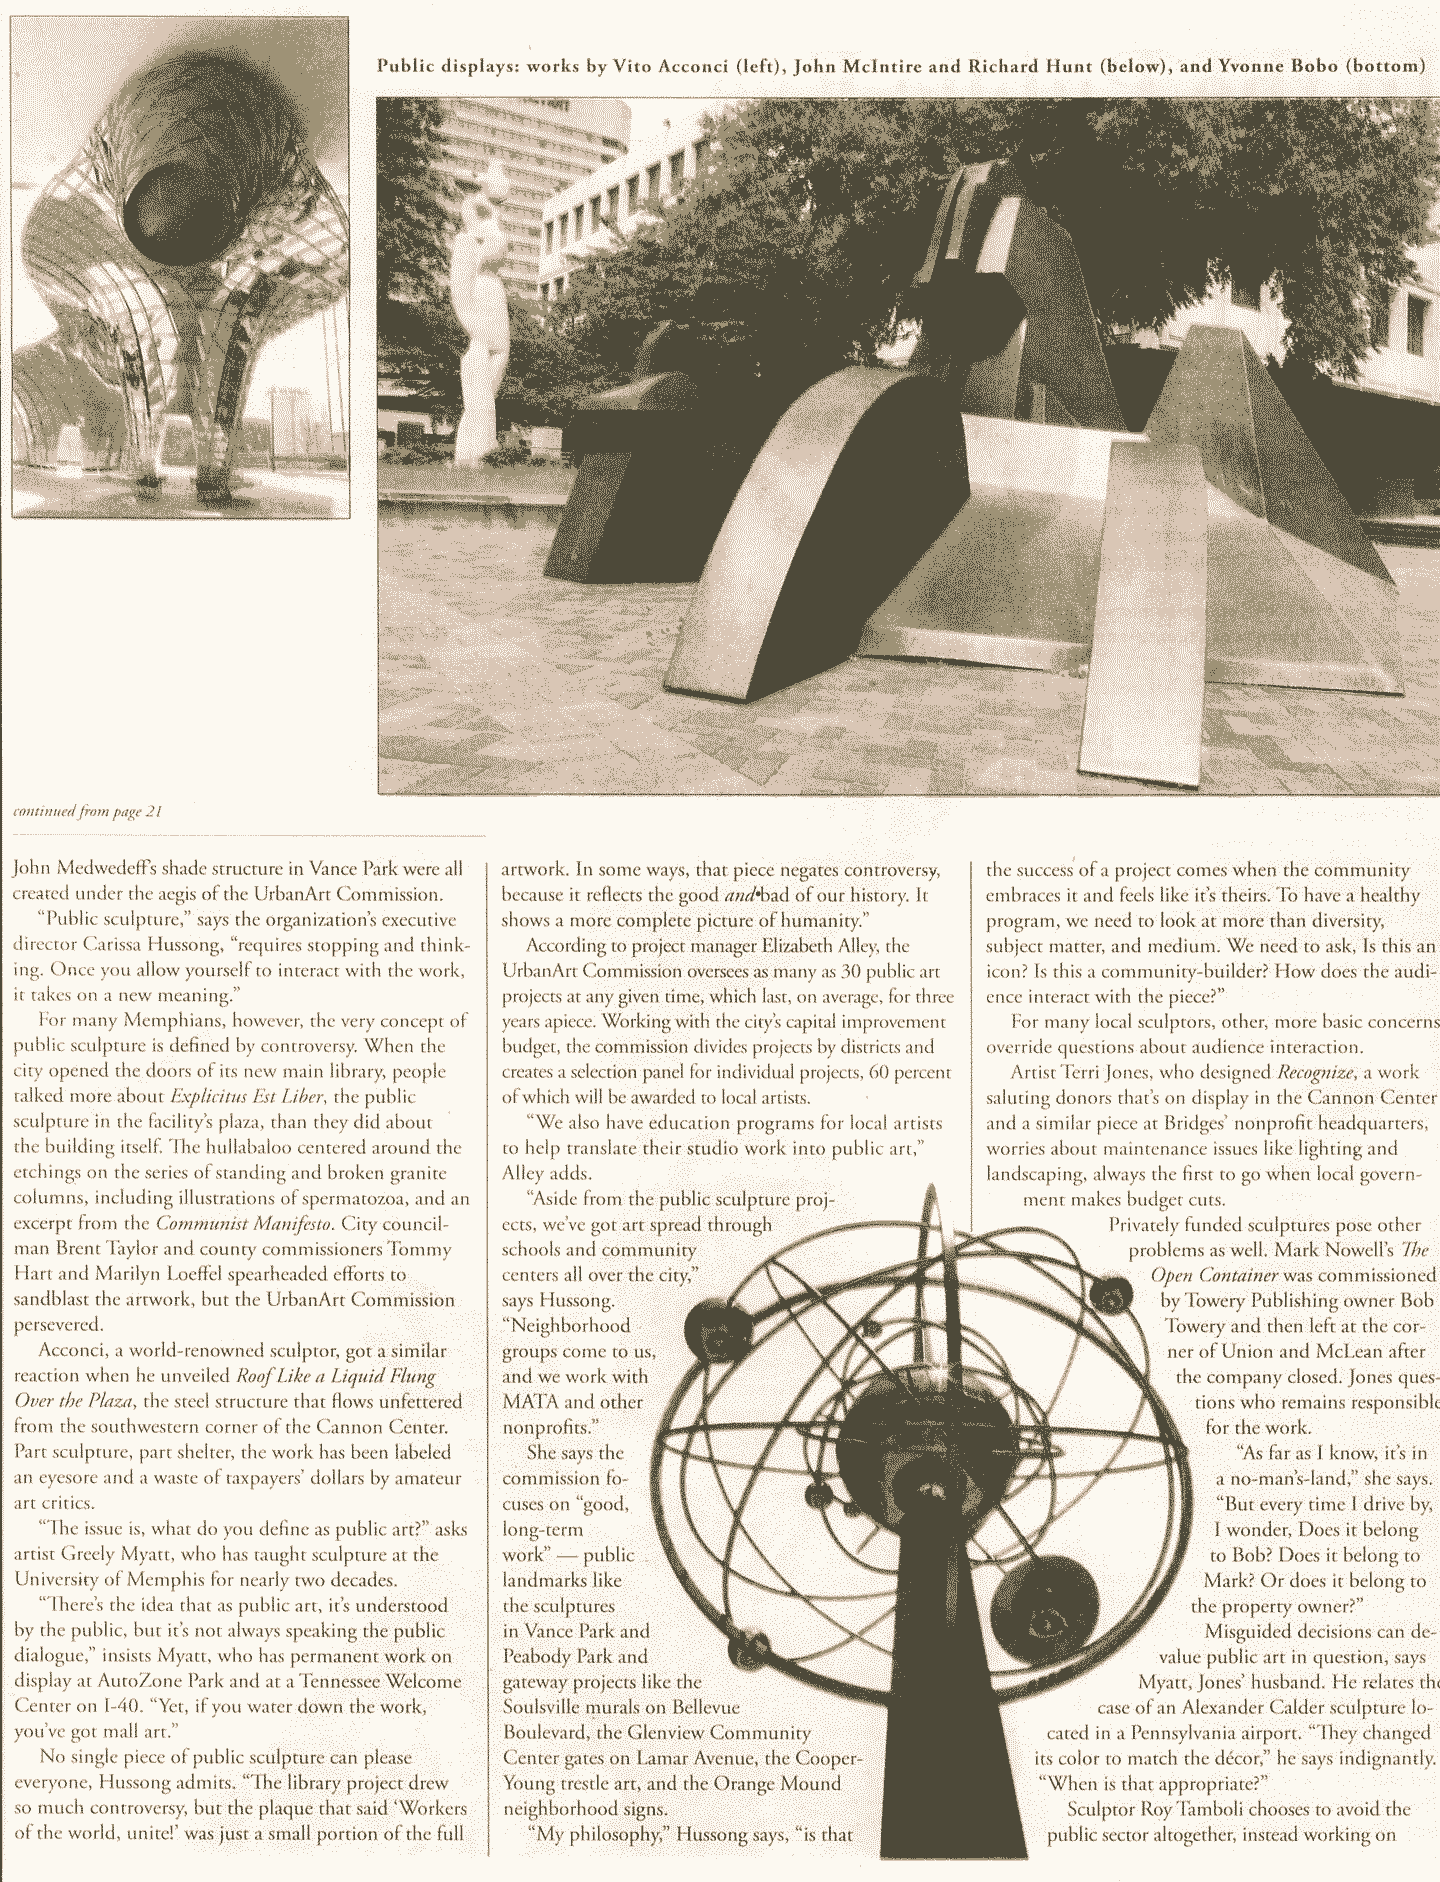 Public displays: works by Vito Acconci (left), John McIntire and Richard Hunt (below), and Yvonne Bobo (bottom)
continued from page 21
John Medwedeff's shade structure in Vance Park were all
created under the aegis of the UrbanArt Commission.
“Public sculpture,” says the organization's executive
director Carissa Hussong, “requires stopping and think-
ing. Once you allow yourself to interact with the work,
it takes on a new meaning.”
For many Memphians, however, the very concept of
public sculpture is defined by controversy. When the
city opened the doors of its new main library, people
talked more about Explicitus Est Liber, the public
sculpture in the facility's plaza, than they did about
the building itself. The hullabaloo centered around the
etchings on the series of standing and broken granite
columns, including illustrations of spermatozoa, and an
excerpt from the Communist Manifesto. City council-
man Brent Taylor and county commissioners Tommy
Hart and Marilyn Loeffel spearheaded efforts to
sandblast the artwork, but the UrbanArt Commission
persevered.
Acconci, a world-renowned sculptor, got a similar
reaction when he unveiled Roof Like a Liquid Flung
Over the Plaza, the steel structure that flows unfettered
from the southwestern corner of the Cannon Center.
Part sculpture, part shelter, the work has been labeled
an eyesore and a waste of taxpayers' dollars by amateur
art critics.
“The issue is, what do you define as public art?” asks
artist Greely Myatt, who has taught sculpture at the
University of Memphis for nearly two decades.
“There's the idea that as public art, it's understood
by the public, but it's not always speaking the public
dialogue,” insists Myatt, who has permanent work on
display at AutoZone Park and at a Tennessee Welcome
Center on I-40. “Yet, if you water down the work,
you've got mall art.”
No single piece of public sculpture can please
everyone, Hussong admits. “The library project drew
so much controversy, but the plaque that said ‘Workers
of the world, unite!’ was just a small portion of the full
artwork. In some ways, that piece negates controversy,
because it reflects the good and bad of our history. It
shows a more complete picture of humanity.”
According to project manager Elizabeth Alley, the
UrbanArt Commission oversees as many as 30 public art
projects at any given time, which last, on average, for three
years apiece. Working with the city's capital improvement
budget, the commission divides projects by districts and
creates a selection panel for individual projects, 60 percent
of which will be awarded to local artists.
“We also have education programs for local artists
to help translate their studio work into public art,”
Alley adds.
“Aside from the public sculpture proj-
ects, we've got art spread through
schools and community
centers all over the city,”
says Hussong.
“Neighborhood
groups come to us,
and we work with
MATA and other
nonprofits.”
She says the
commission fo-
cuses on “good,
long-term
work” — public
landmarks like
the sculptures
in Vance Park and
Peabody Park and
gateway projects like the
Soulsville murals on Bellevue
Boulevard, the Glenview Community
Center gates on Lamar Avenue, the Cooper-
Young trestle art, and the Orange Mound
neighborhood signs.
“My philosophy,” Hussong says, “is that
the success of a project comes when the community
embraces it and feels like it's theirs. To have a healthy
program, we need to look at more than diversity,
subject matter, and medium. We need to ask, Is this an
icon? Is this a community-builder? How does the audi-
ence interact with the piece?”
For many local sculptors, other, more basic concerns
override questions about audience interaction.
Artist Terri Jones, who designed Recognize, a work
saluting donors that's on display in the Cannon Center
and a similar piece at Bridges' nonprofit headquarters,
worries about maintenance issues like lighting and
landscaping, always the first to go when local govern-
ment makes budget cuts.
Privately funded sculptures pose other
problems as well. Mark Nowell's The
Open Container was commissioned
by Towery Publishing owner Bob
Towery and then left at the cor-
ner of Union and McLean after
the company closed. Jones ques-
tions who remains responsible
for the work.
“As far as I know, it's in
a no-man's-land,” she says.
“But every time I drive by,
I wonder, Does it belong
to Bob? Does it belong to
Mark? Or does it belong to
the property owner?”
Misguided decisions can de-
value public art in question, says
Myatt, Jones' husband. He relates the
case of an Alexander Calder sculpture lo-
cated in a Pennsylvania airport. “They changed
its color to match the décor,” he says indignantly.
“When is that appropriate?”
Sculptor Roy Tamboli chooses to avoid the
public sector altogether, instead working on